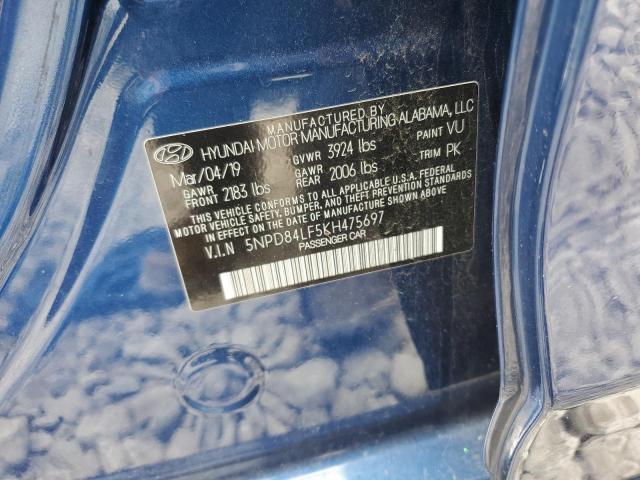 MANUFACTURED BY
HYUNDAI MOTOR MANUFACTURING ALABAMA, LLC
Mar/04/19 GVWR 3924 lbs PAINT VU
GAWR FRONT 2183 lbs GAWR REAR 2006 lbs TRIM PK
THIS VEHICLE CONFORMS TO ALL APPLICABLE U.S.A. FEDERAL
MOTOR VEHICLE SAFETY, BUMPER, AND THEFT PREVENTION STANDARDS
IN EFFECT ON THE DATE OF MANUFACTURE SHOWN ABOVE.
V.I.N 5NPD84LF5KH475697
PASSENGER CAR